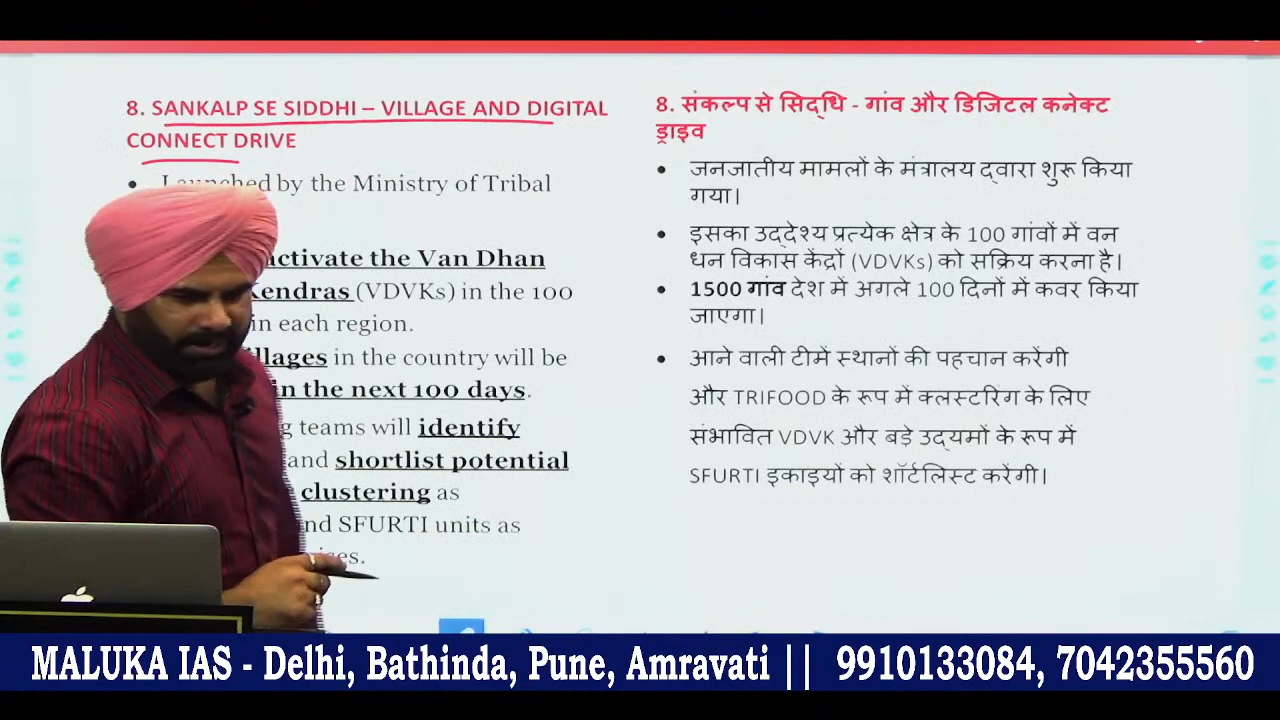 8. SANKALP SE SIDDHI – VILLAGE AND DIGITAL
CONNECT DRIVE
• Launched by the Ministry of Tribal
activate the Van Dhan
Kendras (VDVKs) in the 100
in each region.
in the country will be
in the next 100 days.
teams will identify
and shortlist potential
clustering as
SFURTI units as
8. संकल्प से सिद्धि - गांव और डिजिटल कनेक्ट
ड्राइव
• जनजातीय मामलों के मंत्रालय द्वारा शुरू किया
गया।
• इसका उद्देश्य प्रत्येक क्षेत्र के 100 गांवों में वन
धन विकास केंद्रों (VDVKs) को सक्रिय करना है।
• 1500 गांव देश में अगले 100 दिनों में कवर किया
जाएगा।
• आने वाली टीमें स्थानों की पहचान करेंगी
और TRIFOOD के रूप में क्लस्टरिंग के लिए
संभावित VDVK और बड़े उद्यमों के रूप में
SFURTI इकाइयों को शॉर्टलिस्ट करेंगी।
MALUKA IAS - Delhi, Bathinda, Pune, Amravati || 9910133084, 7042355560